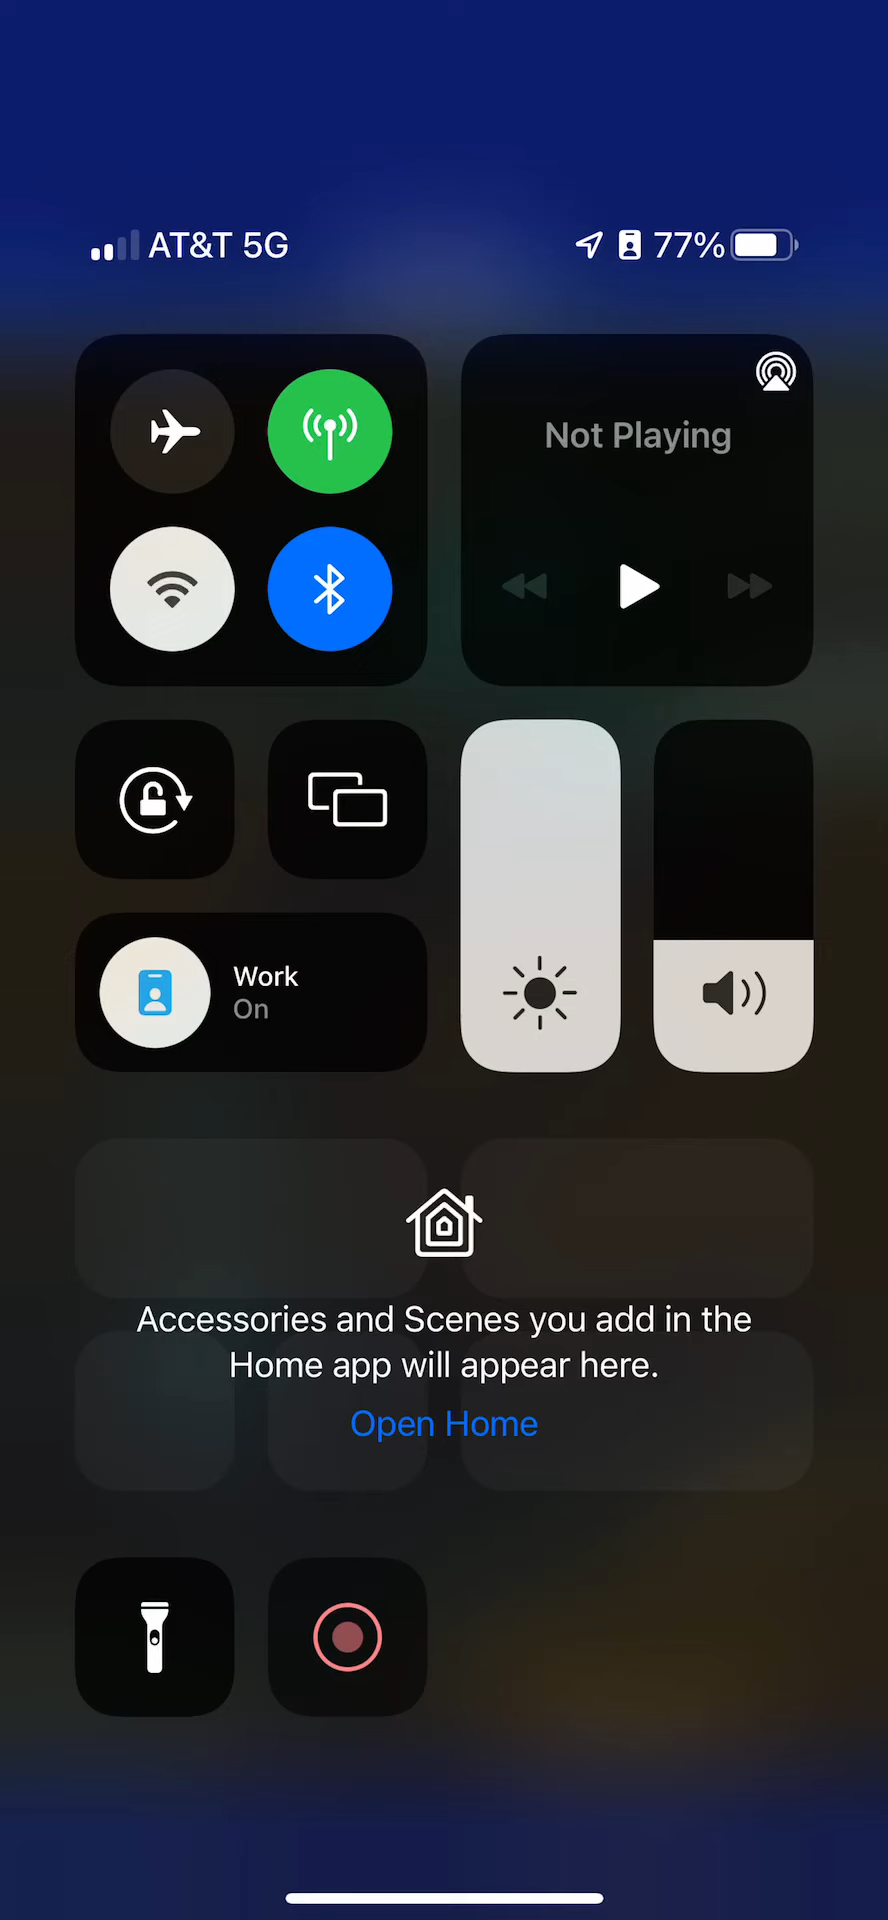 AT&T 5G 77%
Not Playing
Work
On
Accessories and Scenes you add in the
Home app will appear here.
Open Home